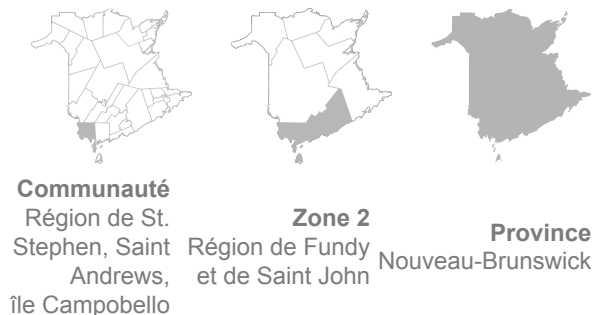 Communauté
Région de St.
Stephen, Saint
Andrews,
île Campobello
Zone 2
Région de Fundy
et de Saint John
Province
Nouveau-Brunswick